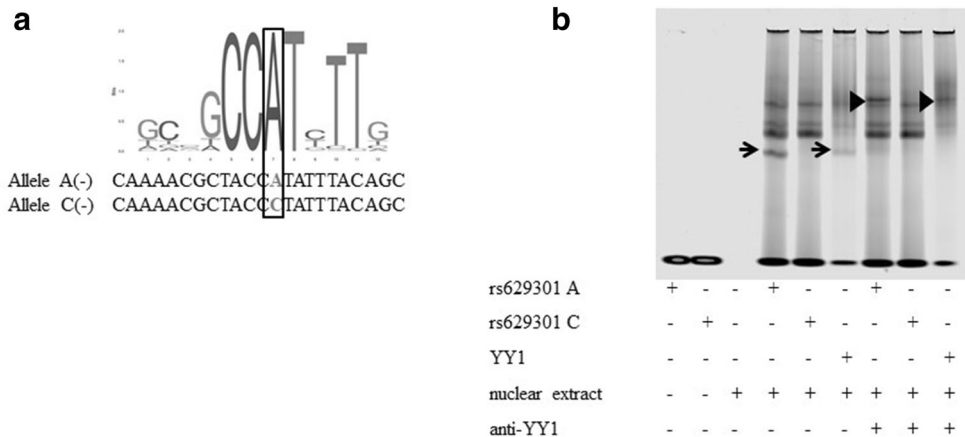 a
b
Allele A(-) CAAAACGCTACCATATTTACAGC
Allele C(-) CAAAACGCTACCCTATTTACAGC
rs629301 A + - - + - - + - -
rs629301 C - + - - + - - + -
YY1 - - - - - + - - +
nuclear extract - - + + + + + + +
anti-YY1 - - - - - - + + +